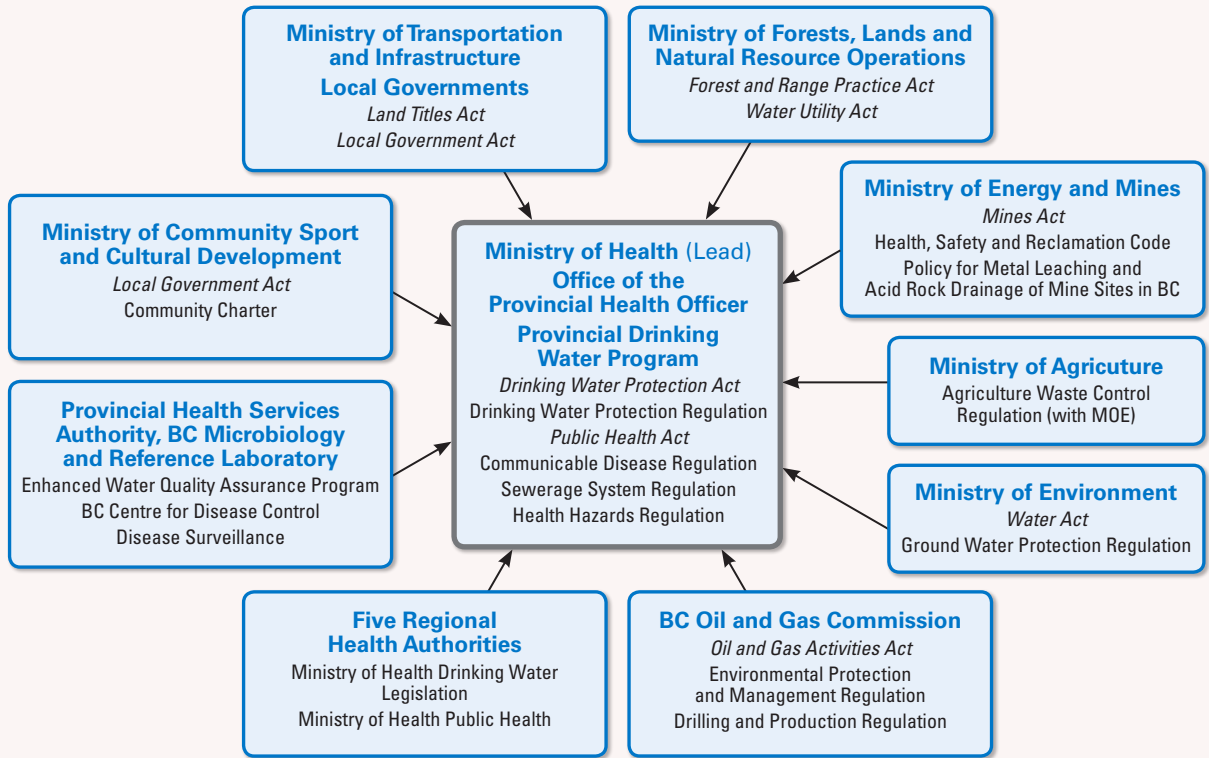 Ministry of Transportation
and Infrastructure
Local Governments
Land Titles Act
Local Government Act
Ministry of Forests, Lands and
Natural Resource Operations
Forest and Range Practice Act
Water Utility Act
Ministry of Community Sport
and Cultural Development
Local Government Act
Community Charter
Ministry of Health (Lead)
Office of the
Provincial Health Officer
Provincial Drinking
Water Program
Drinking Water Protection Act
Drinking Water Protection Regulation
Public Health Act
Communicable Disease Regulation
Sewerage System Regulation
Health Hazards Regulation
Ministry of Energy and Mines
Mines Act
Health, Safety and Reclamation Code
Policy for Metal Leaching and
Acid Rock Drainage of Mine Sites in BC
Ministry of Agricuture
Agriculture Waste Control
Regulation (with MOE)
Provincial Health Services
Authority, BC Microbiology
and Reference Laboratory
Enhanced Water Quality Assurance Program
BC Centre for Disease Control
Disease Surveillance
Ministry of Environment
Water Act
Ground Water Protection Regulation
Five Regional
Health Authorities
Ministry of Health Drinking Water
Legislation
Ministry of Health Public Health
BC Oil and Gas Commission
Oil and Gas Activities Act
Environmental Protection
and Management Regulation
Drilling and Production Regulation